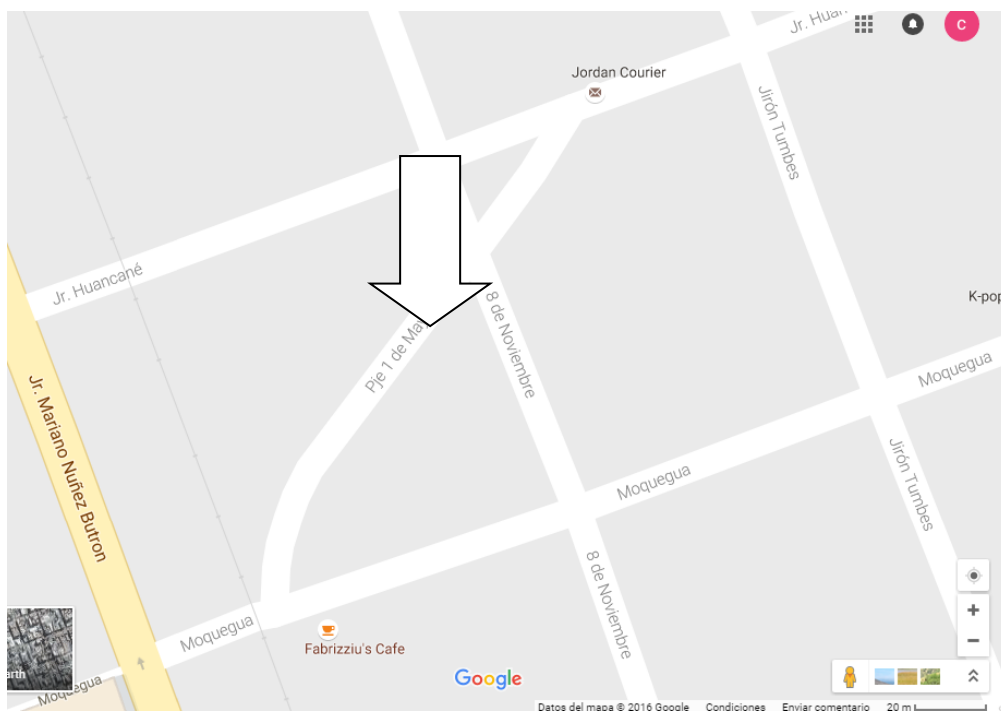 Jr. Huan
C
Jordan Courier
Jirón Tumbes
Jr. Huancané
8 de Noviembre
K-pop
Pje 1 de May
Moquegua
Jr. Mariano Nuñez Butron
Moquegua
Jirón Tumbes
8 de Noviembre
Moquegua
Fabrizziu's Cafe
Google
arth
Moquegua
Datos del mapa © 2016 Google Condiciones Enviar comentario 20 m